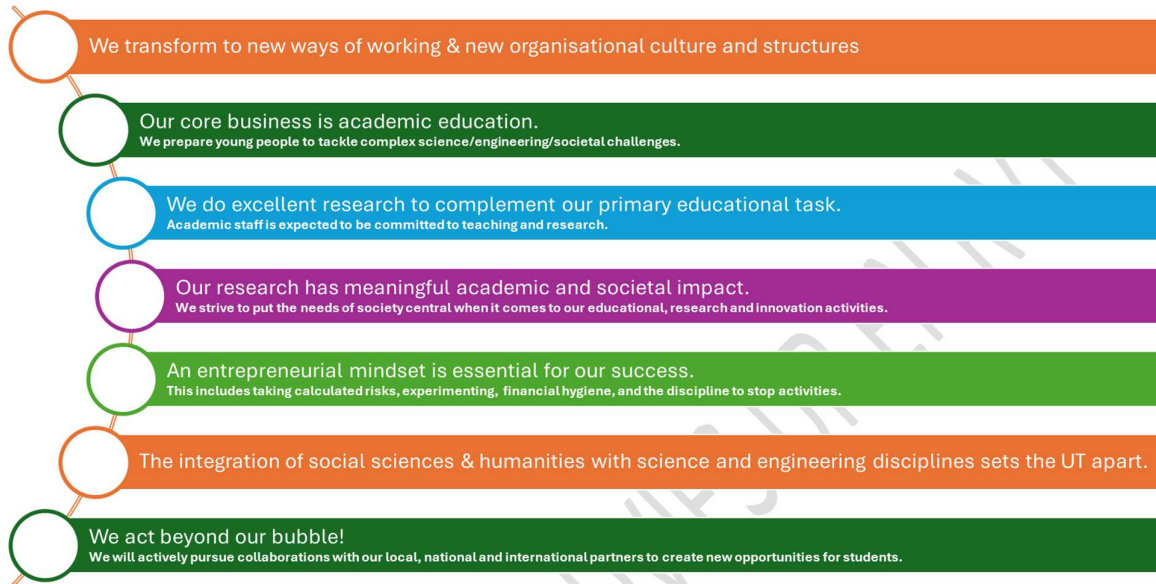 We transform to new ways of working & new organisational culture and structures
Our core business is academic education.
We prepare young people to tackle complex science/engineering/societal challenges.
We do excellent research to complement our primary educational task.
Academic staff is expected to be committed to teaching and research.
Our research has meaningful academic and societal impact.
We strive to put the needs of society central when it comes to our educational, research and innovation activities.
An entrepreneurial mindset is essential for our success.
This includes taking calculated risks, experimenting, financial hygiene, and the discipline to stop activities.
The integration of social sciences & humanities with science and engineering disciplines sets the UT apart.
We act beyond our bubble!
We will actively pursue collaborations with our local, national and international partners to create new opportunities for students.